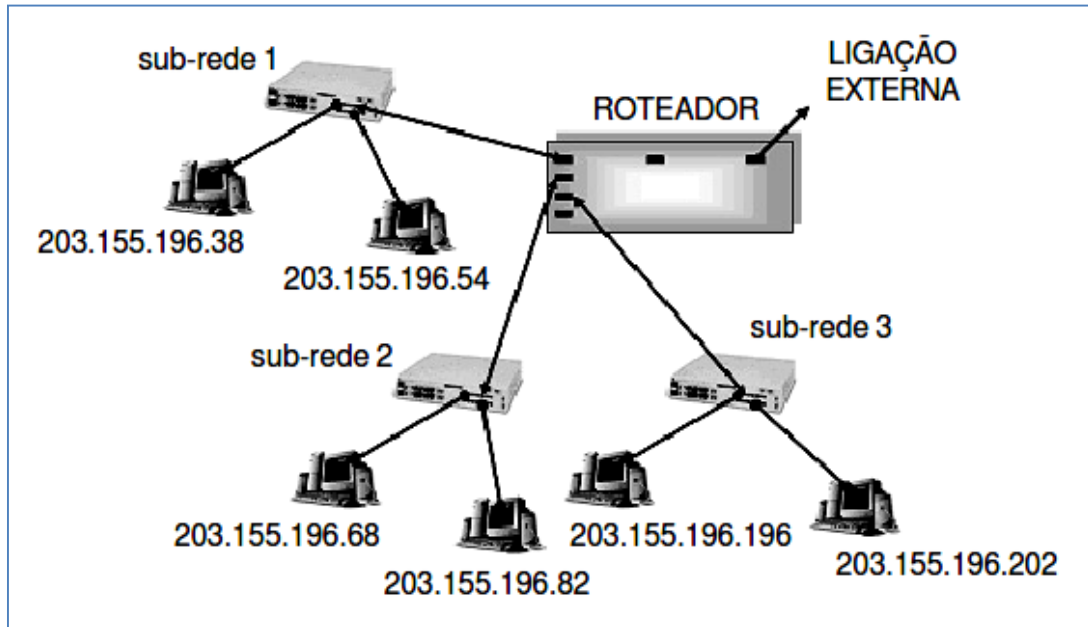 sub-rede 1
LIGAÇÃO
EXTERNA
ROTEADOR
203.155.196.38
203.155.196.54
sub-rede 2
sub-rede 3
203.155.196.68
203.155.196.82
203.155.196.196
203.155.196.202